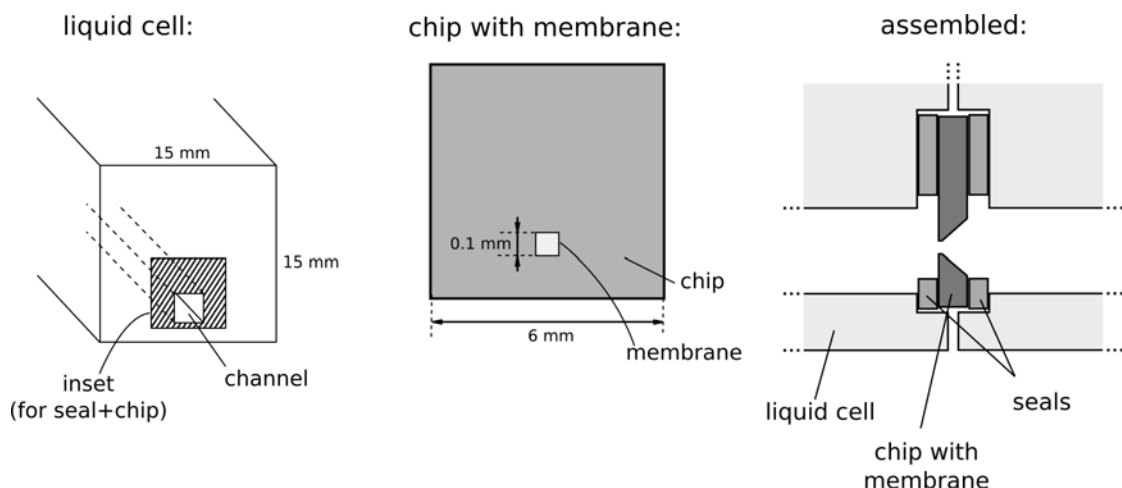 liquid cell:
15 mm
15 mm
inset
(for seal+chip)
channel
chip with membrane:
0.1 mm
chip
6 mm
membrane
assembled:
liquid cell
seals
chip with
membrane